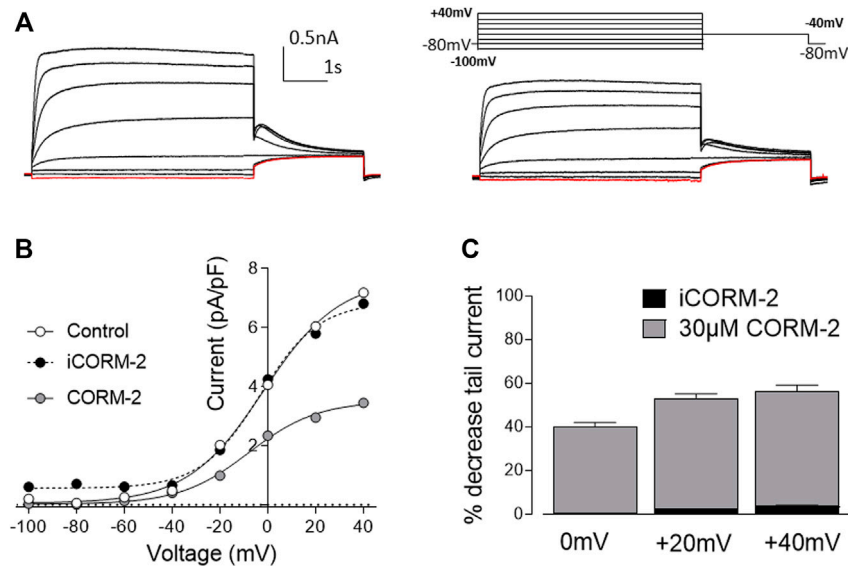 A
0.5nA
1s
+40mV
-80mV
-100mV
-40mV
-80mV
B
Current (pA/pF)
8
6
4
2
Control
iCORM-2
CORM-2
-100 -80 -60 -40 -20 0 20 40
Voltage (mV)
C
% decrease tail current
100
80
60
40
20
0
iCORM-2
30µM CORM-2
0mV +20mV +40mV